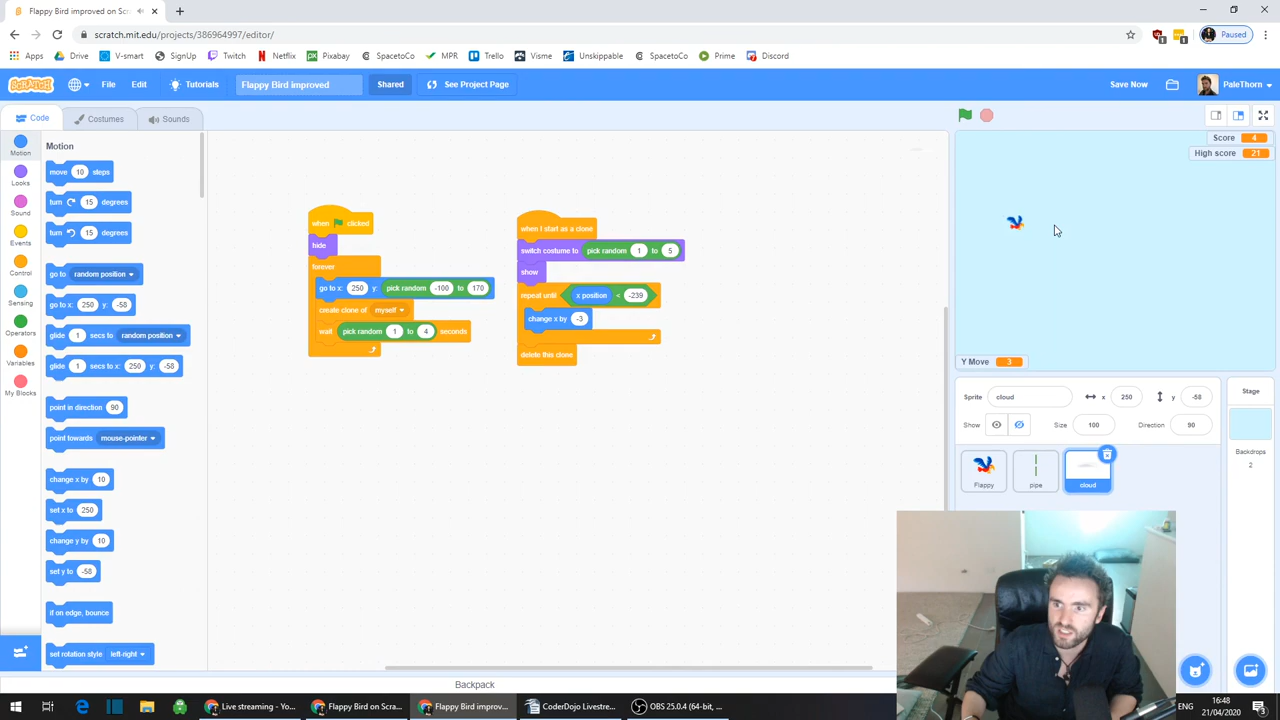 Flappy Bird improved on Scr
scratch.mit.edu/projects/386964997/editor/
Paused
Apps Drive V-smart SignUp Twitch Netflix Pixabay SpacetoCo MPR Trello Visme Unskippable SpacetoCo Prime Discord
SCRATCH File Edit Tutorials Flappy Bird improved Shared See Project Page Save Now PaleThorn
Code Costumes Sounds
Motion
Looks
Sound
Events
Control
Sensing
Operators
Variables
My Blocks
Motion
move 10 steps
turn 15 degrees
turn 15 degrees
go to random position
go to x: 250 y: -58
glide 1 secs to random position
glide 1 secs to x: 250 y: -58
point in direction 90
point towards mouse-pointer
change x by 10
set x to 250
change y by 10
set y to -58
if on edge, bounce
set rotation style left-right
when clicked
hide
forever
go to x: 250 y: pick random -100 to 170
create clone of myself
wait pick random 1 to 4 seconds
when I start as a clone
switch costume to pick random 1 to 5
show
repeat until x position < -239
change x by -3
delete this clone
Score 4
High score 21
Y Move 3
Sprite cloud x 250 y -58
Show Size 100 Direction 90
Flappy
pipe
cloud
Stage
Backdrops
2
Backpack
Live streaming - Yo...
Flappy Bird on Scra...
Flappy Bird improv...
CoderDojo Livestre...
OBS 25.0.4 (64-bit, ...
ENG
16:48
21/04/2020
3